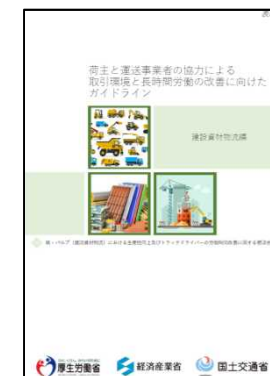 荷主と運送事業者の協力による
取引環境と長時間労働の改善に向けた
ガイドライン
建設資材物流編
厚生労働省
経済産業省
国土交通省